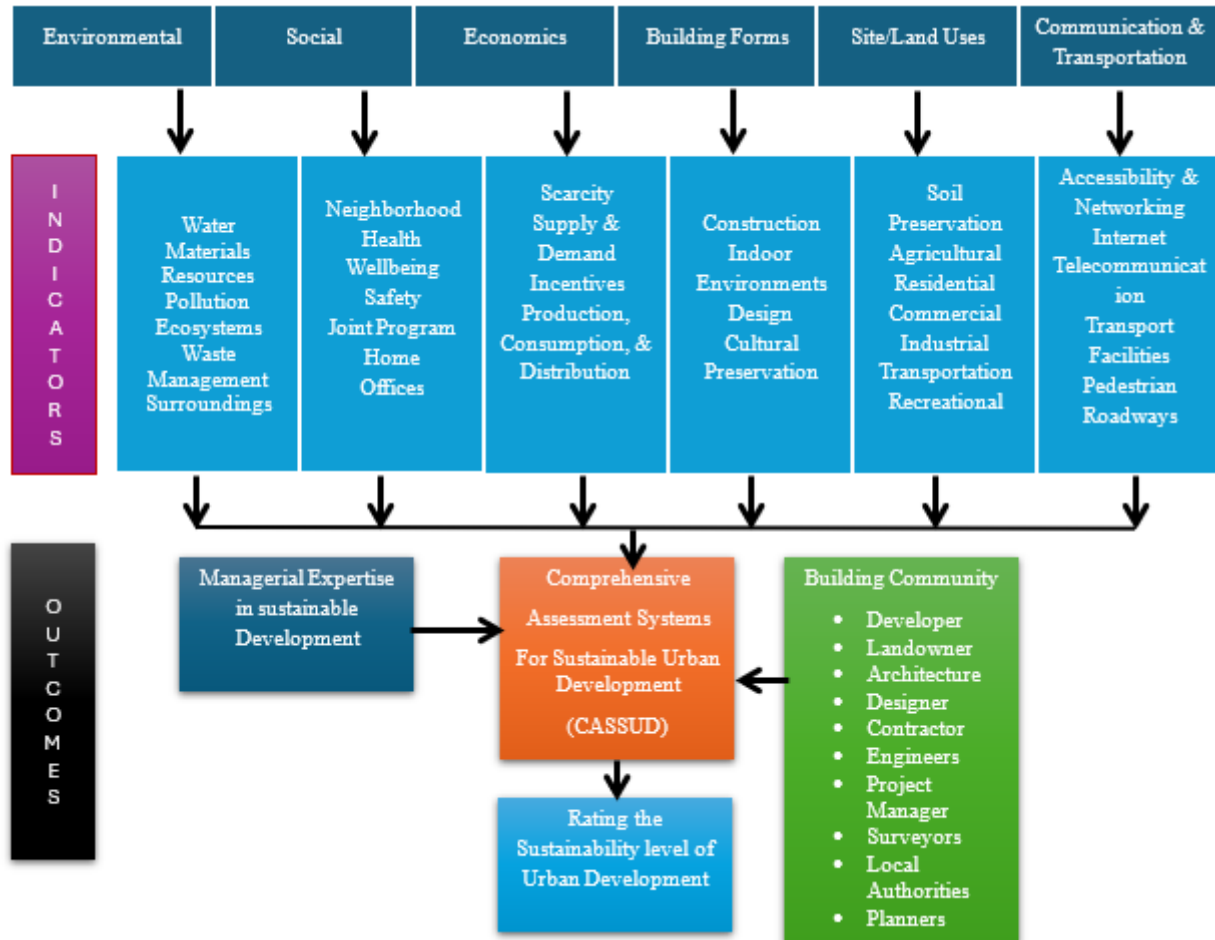 Environmental
Social
Economics
Building Forms
Site/Land Uses
Communication &
Transportation
I
N
D
I
C
A
T
O
R
S
Water
Materials
Resources
Pollution
Ecosystems
Waste
Management
Surroundings
Neighborhood
Health
Wellbeing
Safety
Joint Program
Home
Offices
Scarcity
Supply &
Demand
Incentives
Production,
Consumption, &
Distribution
Construction
Indoor
Environments
Design
Cultural
Preservation
Soil
Preservation
Agricultural
Residential
Commercial
Industrial
Transportation
Recreational
Accessibility &
Networking
Internet
Telecommunicat
ion
Transport
Facilities
Pedestrian
Roadways
O
U
T
C
O
M
E
S
Managerial Expertise
in sustainable
Development
Comprehensive
Assessment Systems
For Sustainable Urban
Development
(CASSUD)
Rating the
Sustainability level of
Urban Development
Building Community
• Developer
• Landowner
• Architecture
• Designer
• Contractor
• Engineers
• Project
Manager
• Surveyors
• Local
Authorities
• Planners